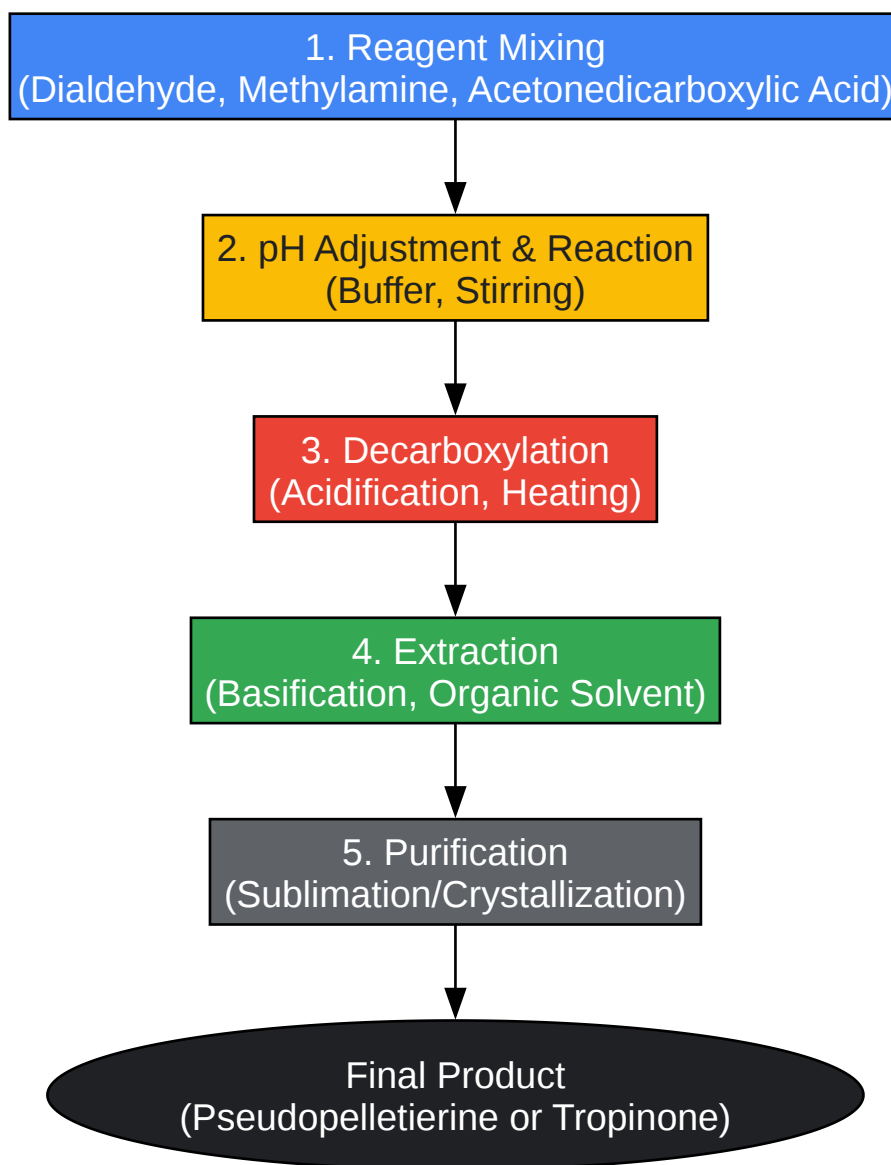 1. Reagent Mixing
(Dialdehyde, Methylamine, Acetonedicarboxylic Acid)
2. pH Adjustment & Reaction
(Buffer, Stirring)
3. Decarboxylation
(Acidification, Heating)
4. Extraction
(Basification, Organic Solvent)
5. Purification
(Sublimation/Crystallization)
Final Product
(Pseudopelletierine or Tropinone)